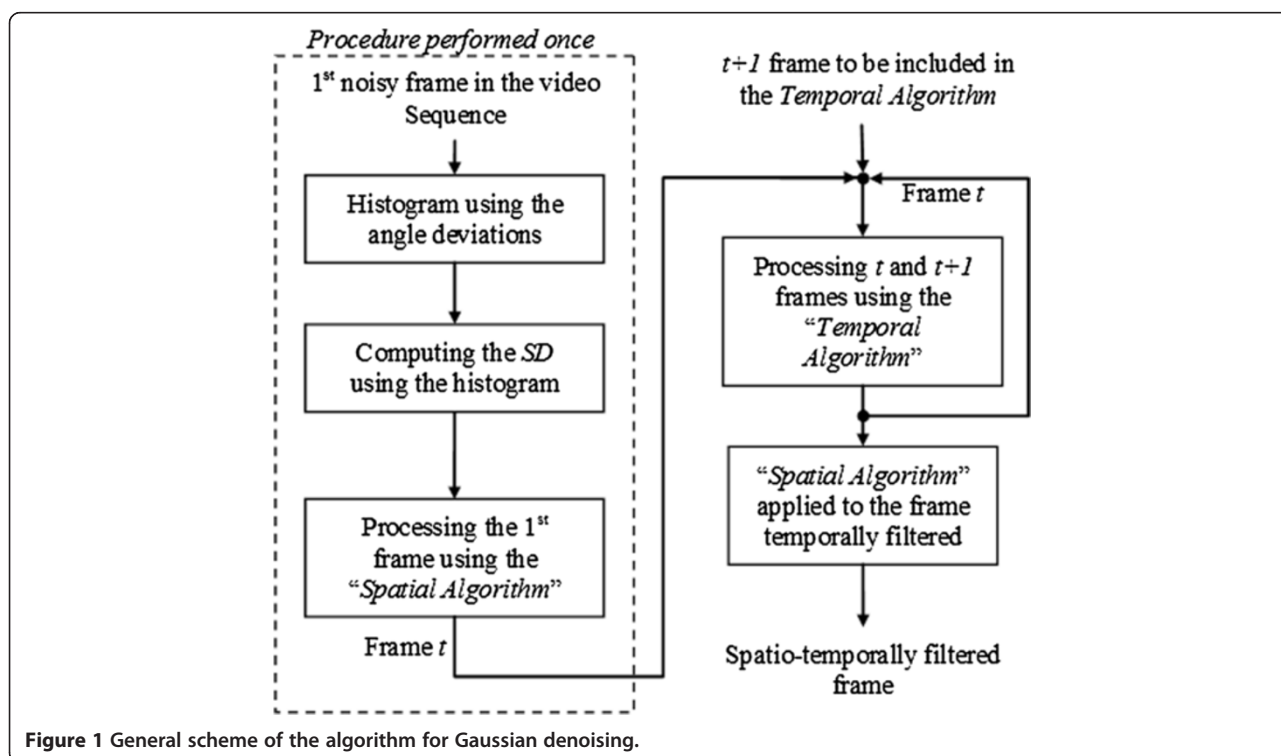 Procedure performed once
1st noisy frame in the video
Sequence
Histogram using the
angle deviations
Computing the SD
using the histogram
Processing the 1st
frame using the
“Spatial Algorithm”
Frame t
t+1 frame to be included in
the Temporal Algorithm
Frame t
Processing t and t+1
frames using the
“Temporal
Algorithm”
“Spatial Algorithm”
applied to the frame
temporally filtered
Spatio-temporally filtered
frame
Figure 1 General scheme of the algorithm for Gaussian denoising.